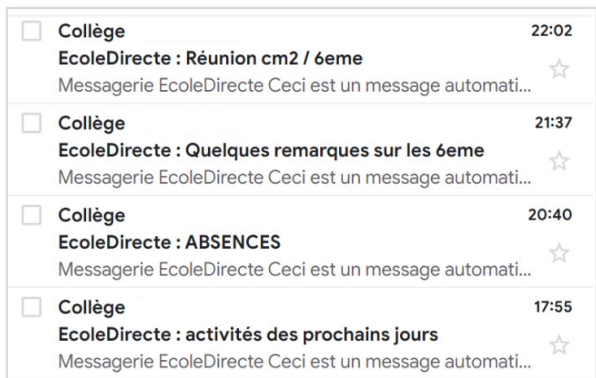 Collège 22:02
EcoleDirecte : Réunion cm2 / 6eme
Messagerie EcoleDirecte Ceci est un message automati...
Collège 21:37
EcoleDirecte : Quelques remarques sur les 6eme
Messagerie EcoleDirecte Ceci est un message automati...
Collège 20:40
EcoleDirecte : ABSENCES
Messagerie EcoleDirecte Ceci est un message automati...
Collège 17:55
EcoleDirecte : activités des prochains jours
Messagerie EcoleDirecte Ceci est un message automati...